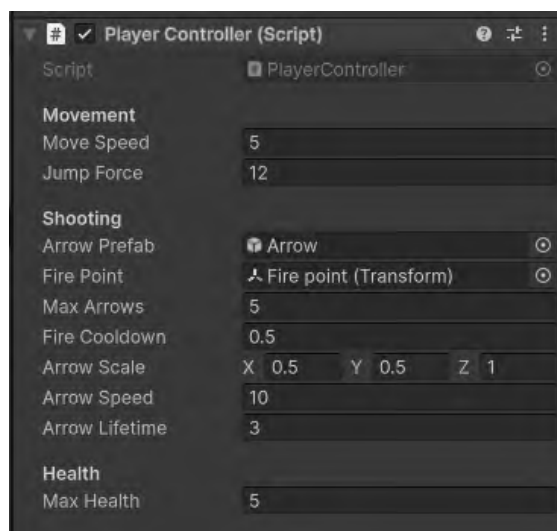 # Player Controller (Script)
Script # PlayerController
Movement
Move Speed 5
Jump Force 12
Shooting
Arrow Prefab Arrow
Fire Point Fire point (Transform)
Max Arrows 5
Fire Cooldown 0.5
Arrow Scale X 0.5 Y 0.5 Z 1
Arrow Speed 10
Arrow Lifetime 3
Health
Max Health 5